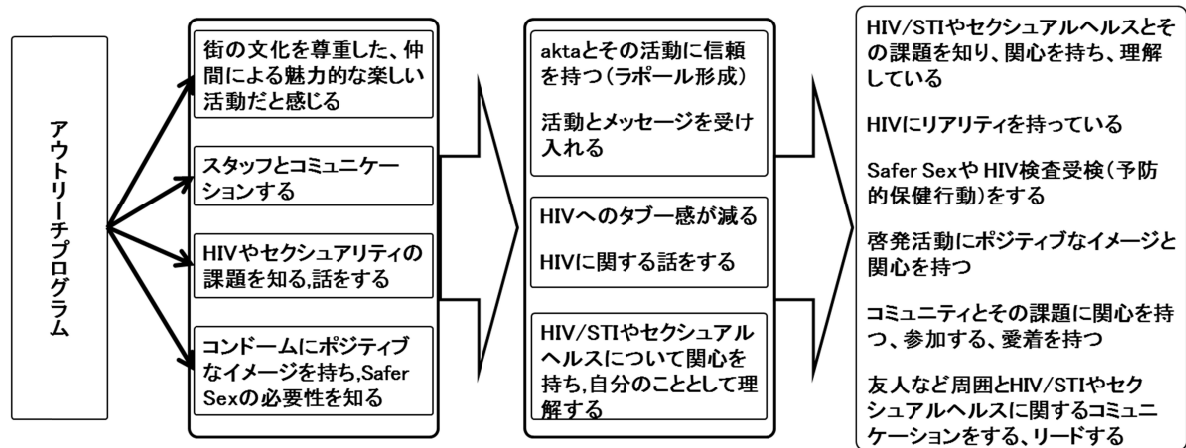 アウトリーチプログラム
街の文化を尊重した、仲
間による魅力的な楽しい
活動だと感じる
スタッフとコミュニケー
ションする
HIVやセクシュアリティの
課題を知る,話をする
コンドームにポジティブ
なイメージを持ち,Safer
Sexの必要性を知る
aktaとその活動に信頼
を持つ(ラポール形成)
活動とメッセージを受け
入れる
HIVへのタブー感が減る
HIVに関する話をする
HIV/STIやセクシュアル
ヘルスについて関心を
持ち,自分のこととして理
解する
HIV/STIやセクシュアルヘルスとそ
の課題を知り、関心を持ち、理解
している
HIVにリアリティを持っている
Safer Sexや HIV検査受検(予防
的保健行動)をする
啓発活動にポジティブなイメージと
関心を持つ
コミュニティとその課題に関心を持
つ、参加する、愛着を持つ
友人など周囲とHIV/STIやセク
シュアルヘルスに関するコミュニ
ケーションをする、リードする